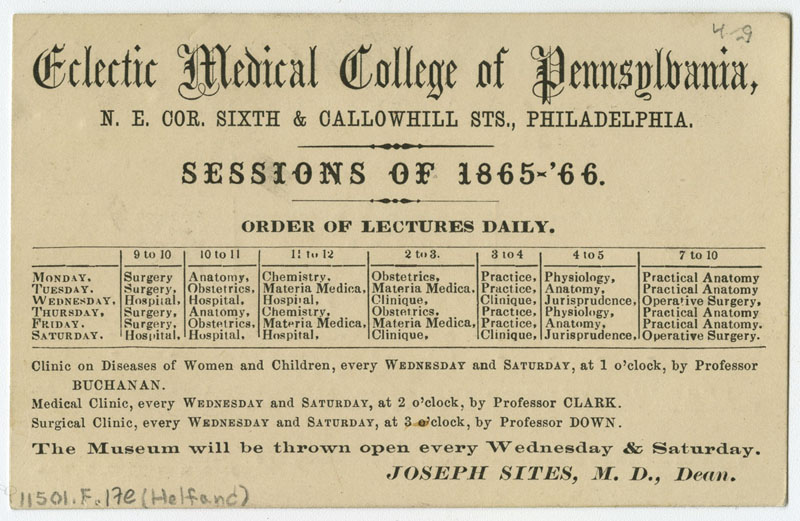 4-9
Eclectic Medical College of Pennsylvania,
N. E. COR. SIXTH & CALLOWHILL STS., PHILADELPHIA.
SESSIONS OF 1865-'66.
ORDER OF LECTURES DAILY.
9 to 10 10 to 11 11 to 12 2 to 3. 3 to 4 4 to 5 7 to 10
MONDAY, Surgery Anatomy, Chemistry. Obstetrics, Practice, Physiology, Practical Anatomy
TUESDAY. Surgery, Obstetrics, Materia Medica, Materia Medica. Practice, Anatomy, Practical Anatomy
WEDNESDAY, Hospital, Hospital, Hospital, Clinique, Clinique, Jurisprudence, Operative Surgery,
THURSDAY, Surgery, Anatomy, Chemistry. Obstetrics, Practice, Physiology, Practical Anatomy
FRIDAY. Surgery, Obstetrics, Materia Medica, Materia Medica, Practice, Anatomy, Practical Anatomy.
SATURDAY. Hospital, Hospital, Hospital. Clinique, Clinique, Jurisprudence, Operative Surgery.
Clinic on Diseases of Women and Children, every WEDNESDAY and SATURDAY, at 1 o'clock, by Professor
BUCHANAN.
Medical Clinic, every WEDNESDAY and SATURDAY, at 2 o'clock, by Professor CLARK.
Surgical Clinic, every WEDNESDAY and SATURDAY, at 3 o'clock, by Professor DOWN.
The Museum will be thrown open every Wednesday & Saturday.
JOSEPH SITES, M. D., Dean.
11501.F.17e (Helfand)